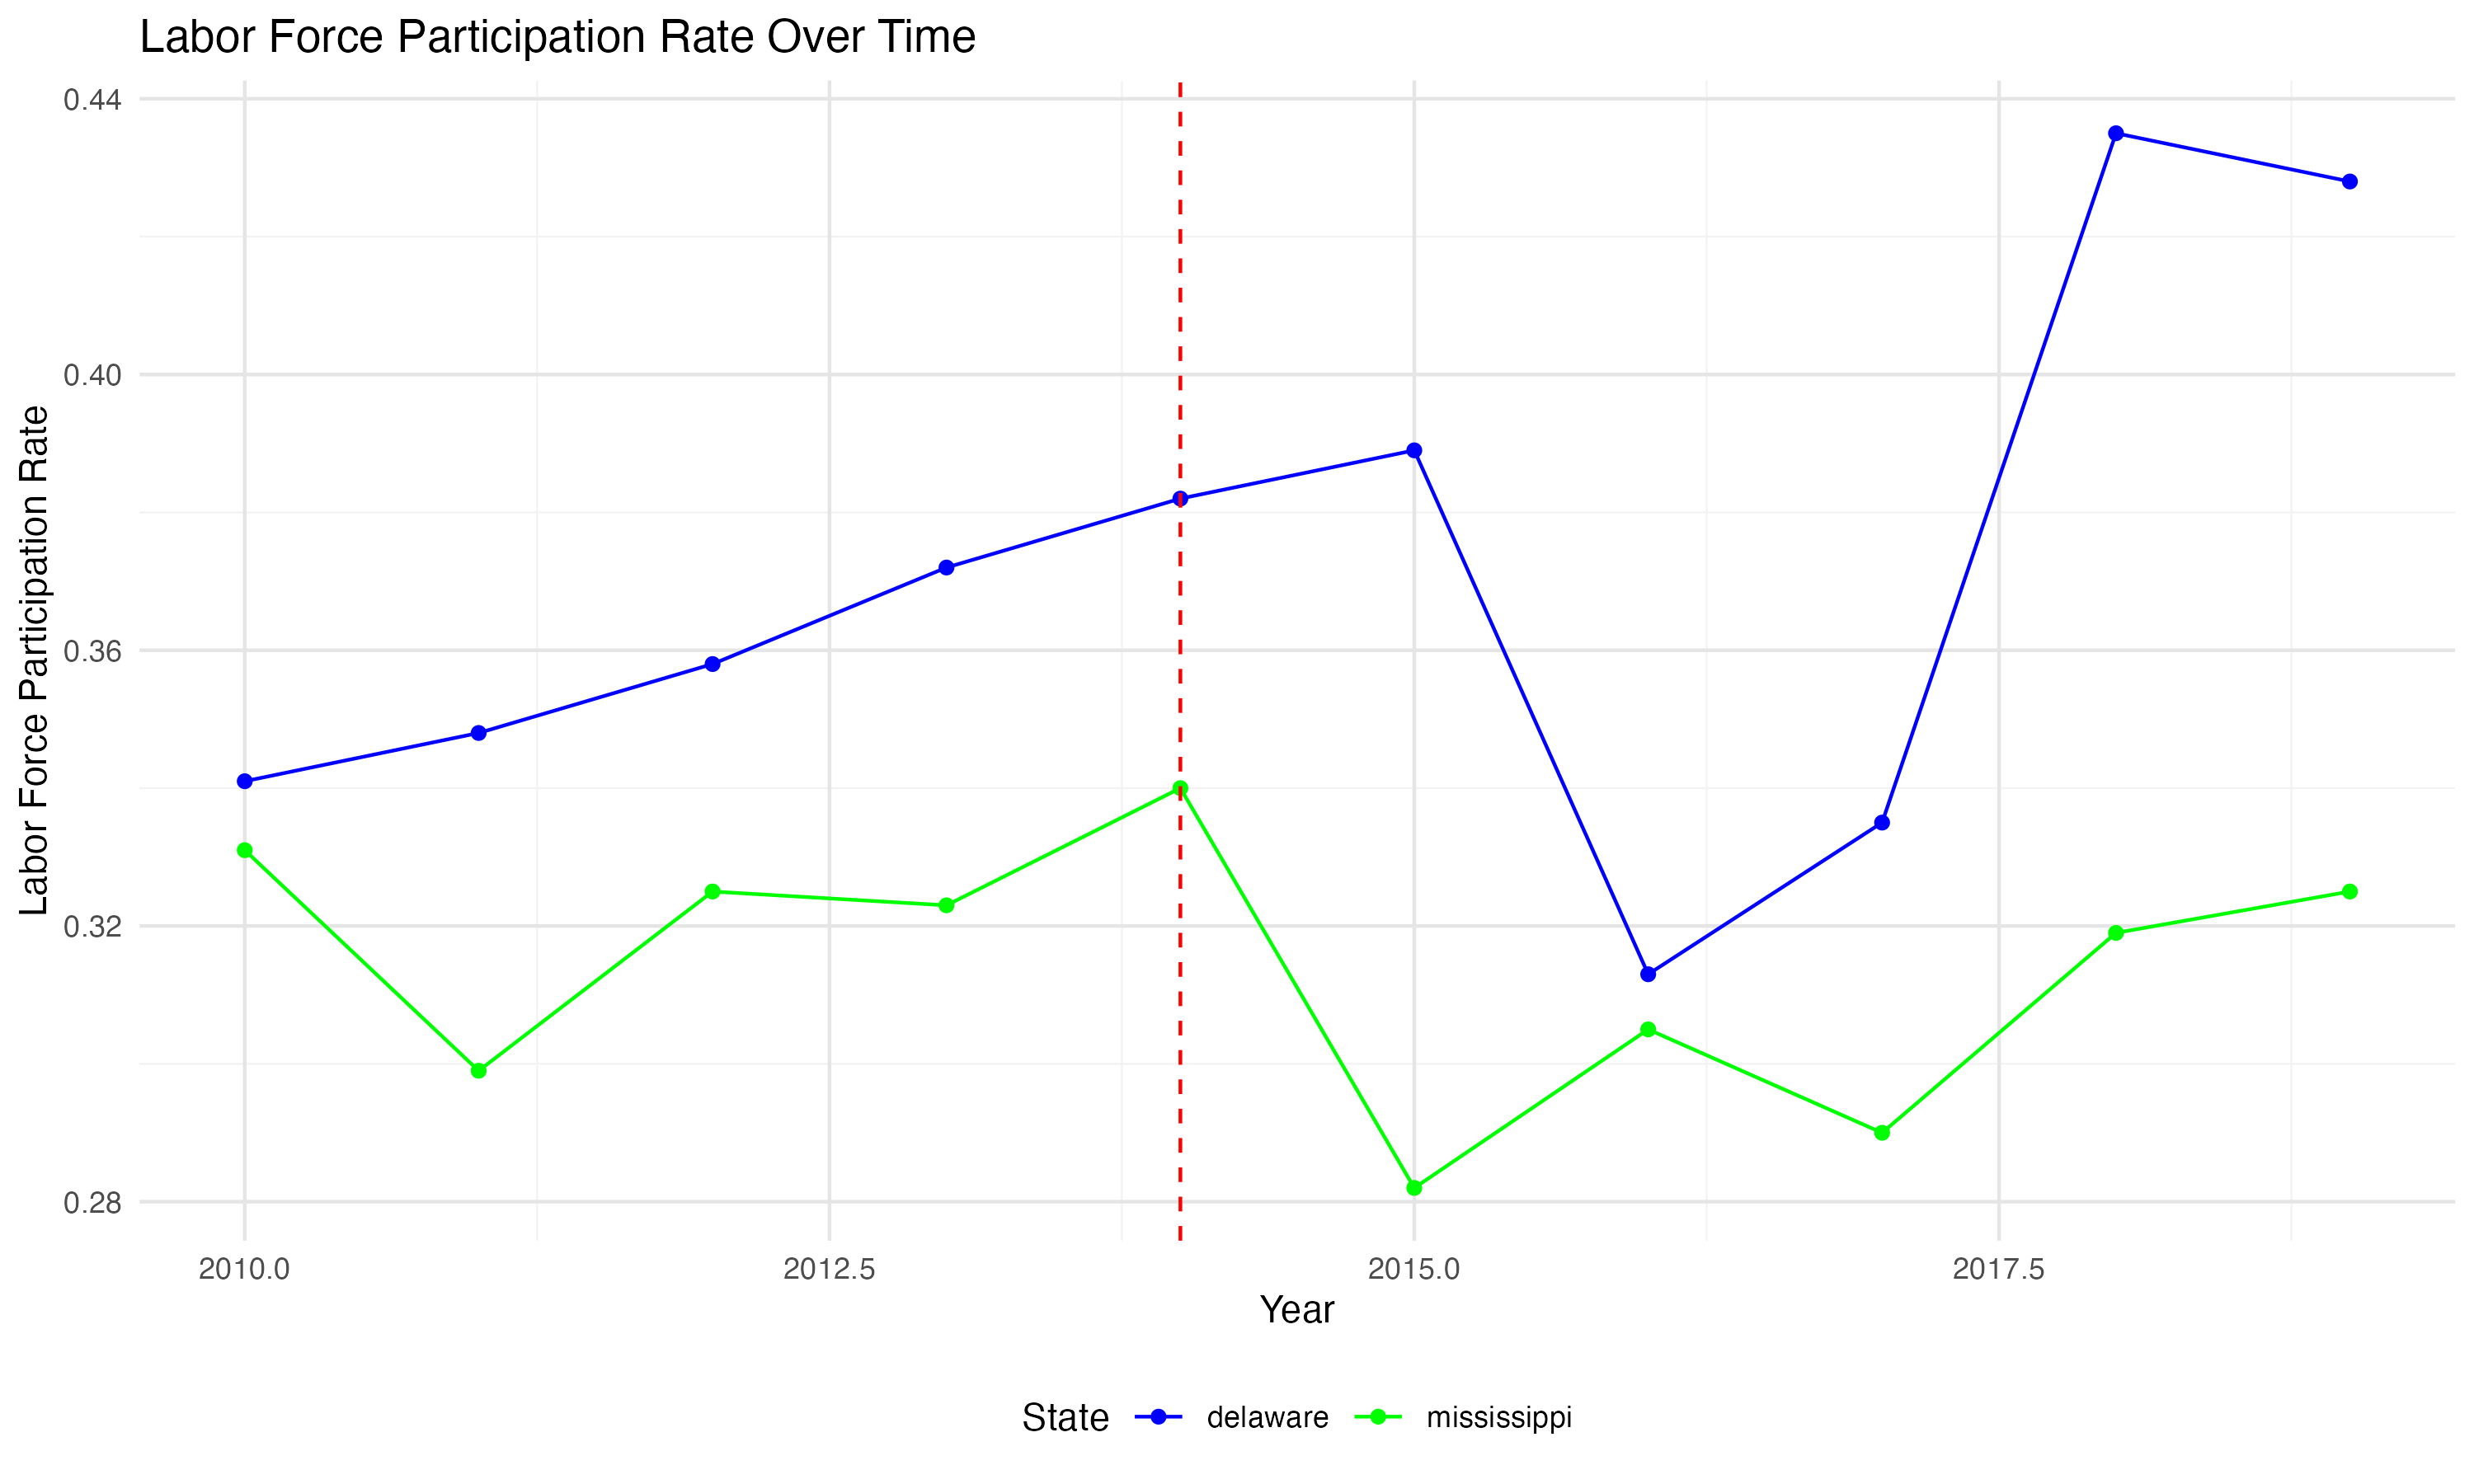 Labor Force Participation Rate Over Time
Labor Force Participation Rate
0.44
0.40
0.36
0.32
0.28
2010.0 2012.5 2015.0 2017.5
Year
State delaware mississippi